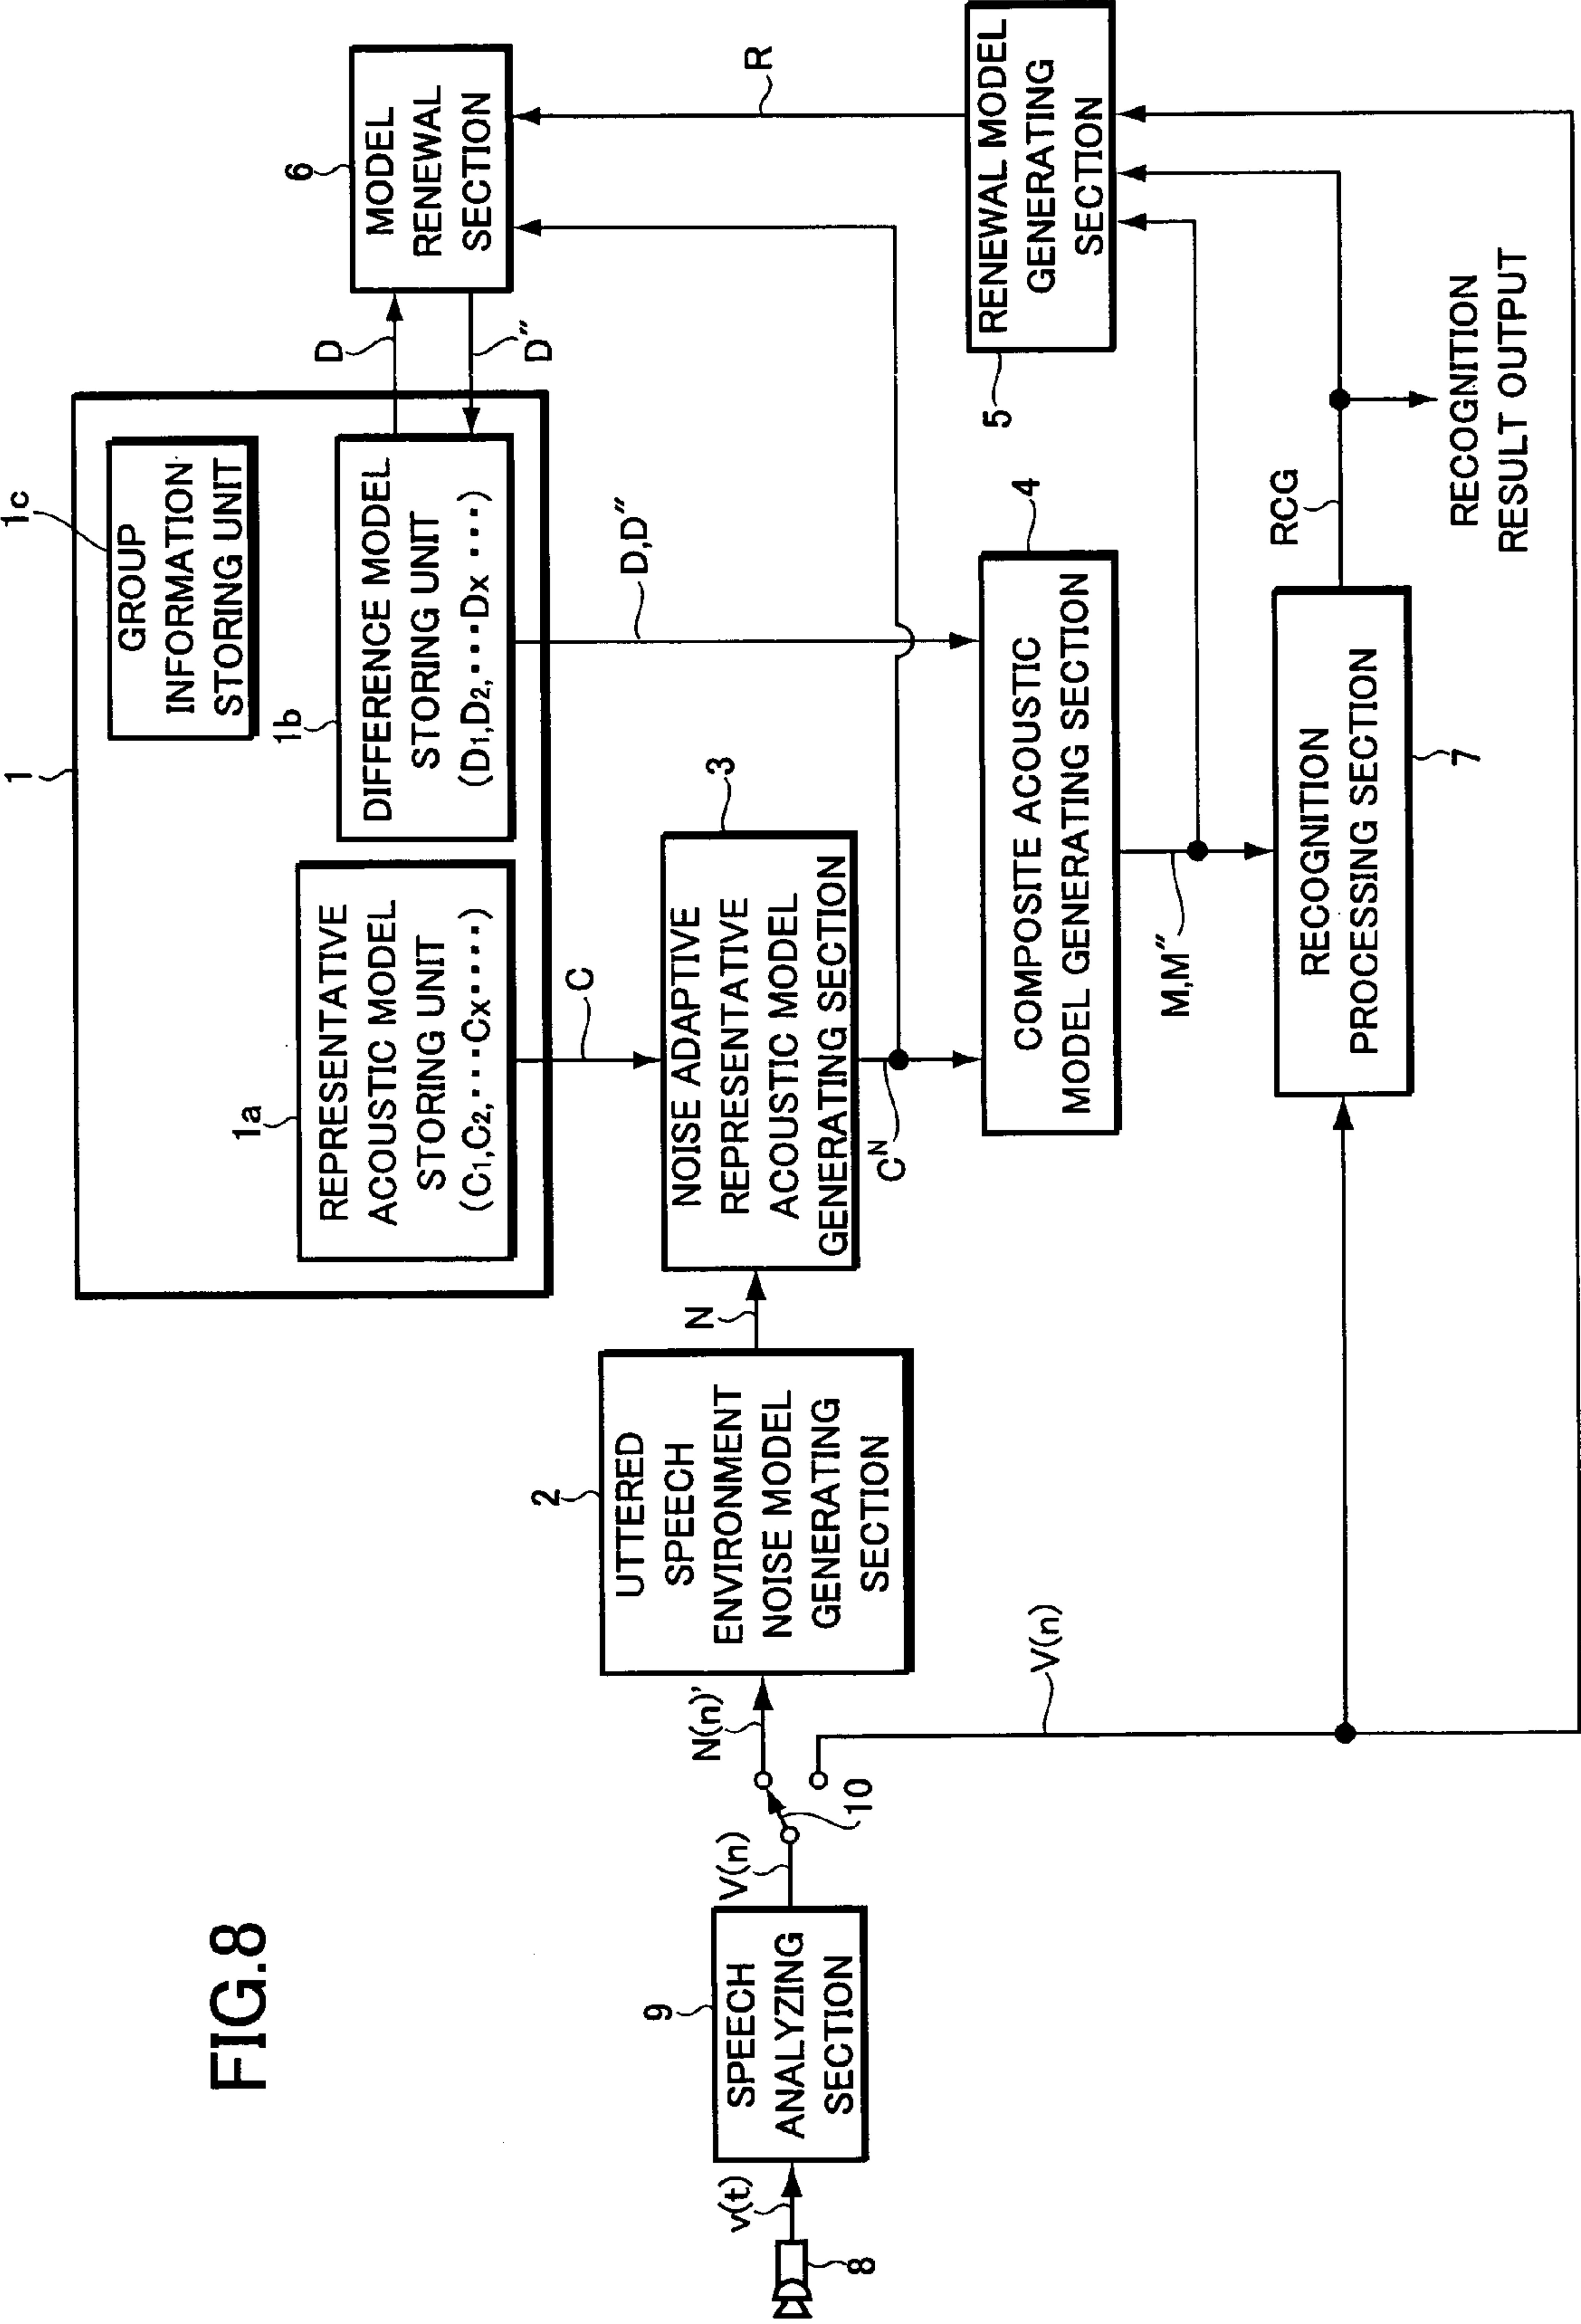 FIG.8
1
1c
GROUP
INFORMATION
STORING UNIT
1a
REPRESENTATIVE
ACOUSTIC MODEL
STORING UNIT
(C1,C2,···Cx····)
1b
DIFFERENCE MODEL
STORING UNIT
(D1,D2,···Dx ···)
D
D″
6
MODEL
RENEWAL
SECTION
C
D,D″
R
8
v(t)
9
SPEECH
ANALYZING
SECTION
V(n)
10
N(n)′
2
UTTERED
SPEECH
ENVIRONMENT
NOISE MODEL
GENERATING
SECTION
N
3
NOISE ADAPTIVE
REPRESENTATIVE
ACOUSTIC MODEL
GENERATING SECTION
C^N
4
COMPOSITE ACOUSTIC
MODEL GENERATING SECTION
5
RENEWAL MODEL
GENERATING
SECTION
M,M″
V(n)
RECOGNITION
PROCESSING SECTION
7
RCG
RECOGNITION
RESULT OUTPUT